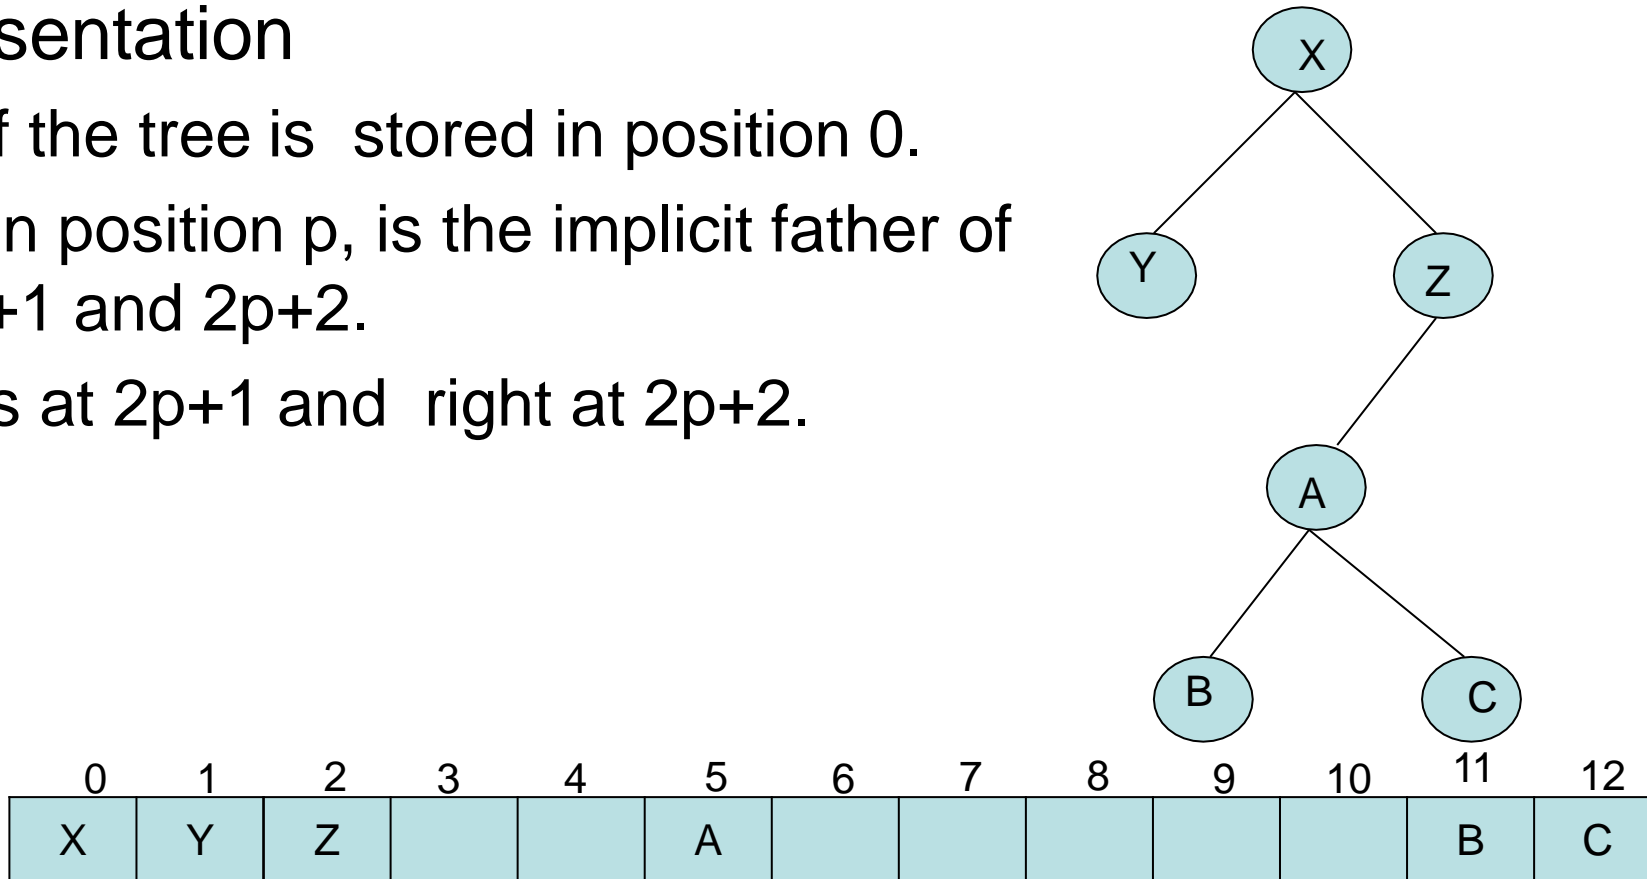 sentation
f the tree is stored in position 0.
n position p, is the implicit father of
+1 and 2p+2.
s at 2p+1 and right at 2p+2.
X
Y
Z
A
B
C
0 1 2 3 4 5 6 7 8 9 10 11 12
X Y Z A B C